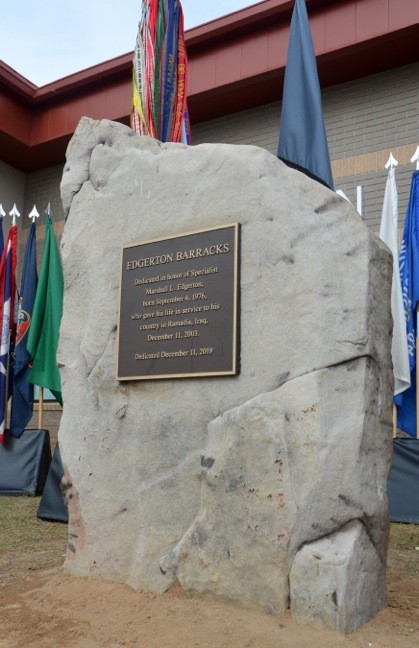 EDGERTON BARRACKS
Dedicated in honor of Specialist
Marshall L. Edgerton,
born September 6, 1976,
who gave his life in service to his
country in Ramadia, Iraq,
December 11, 2003.
Dedicated December 11, 2019